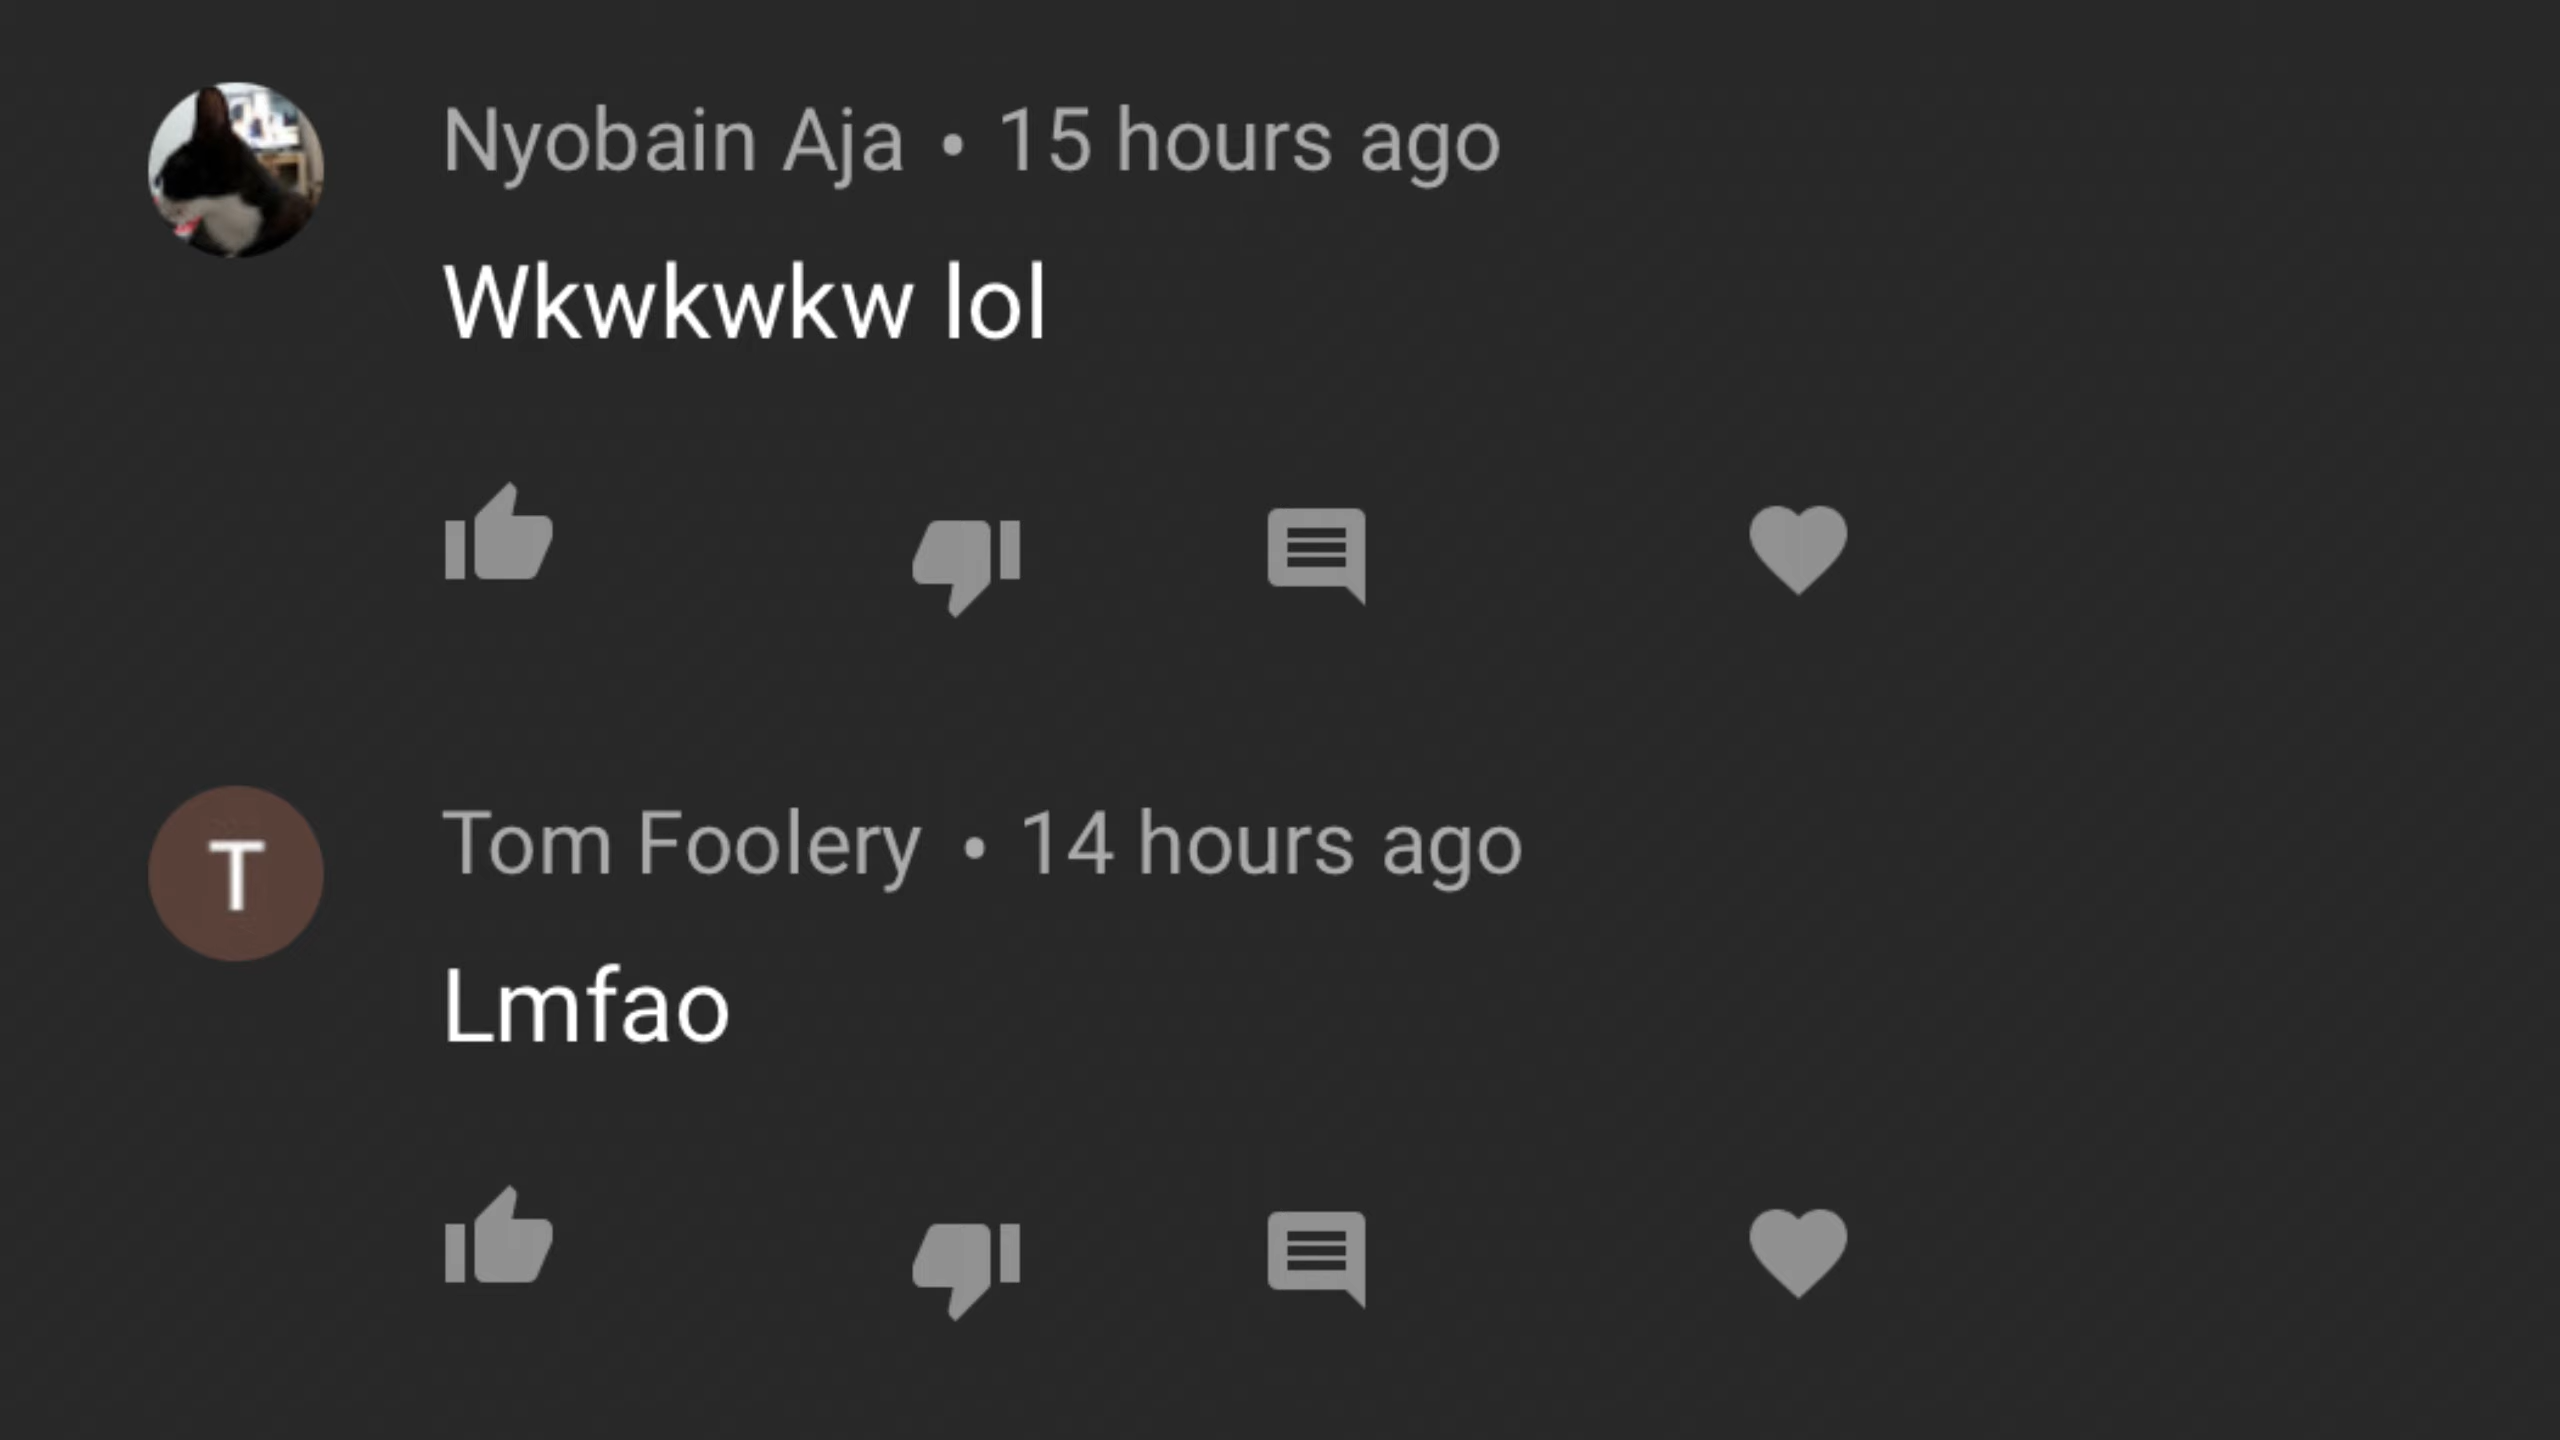 Nyobain Aja • 15 hours ago
Wkwkwkw lol
T
Tom Foolery • 14 hours ago
Lmfao